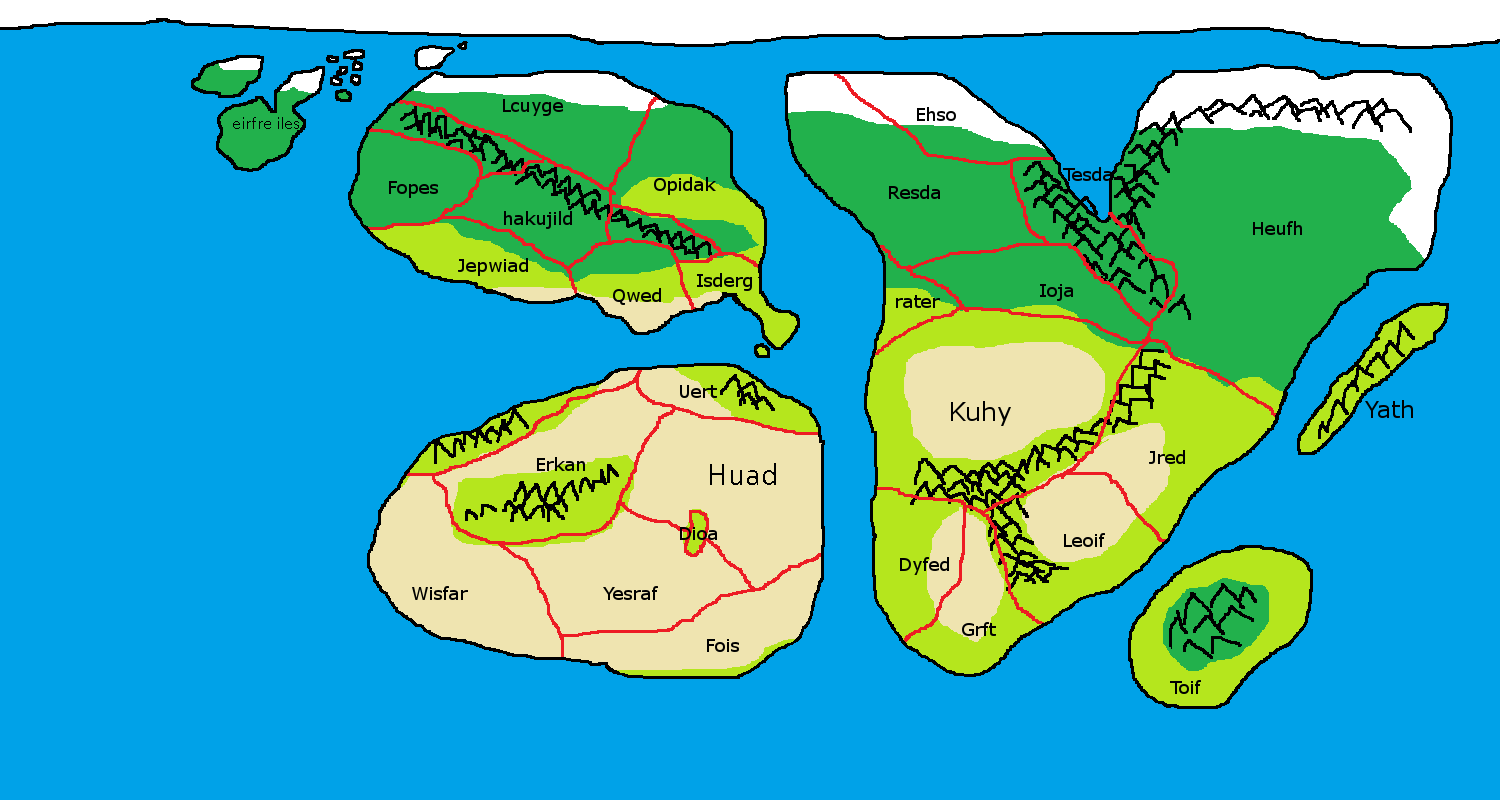 Lcuyge
eirfre iles
Fopes
Opidak
hakujild
Jepwiad
Isderg
Qwed
Ehso
Tesda
Resda
Heufh
Ioja
rater
Yath
Kuhy
Jred
Leoif
Dyfed
Grft
Toif
Uert
Erkan
Huad
Dioa
Wisfar
Yesraf
Fois